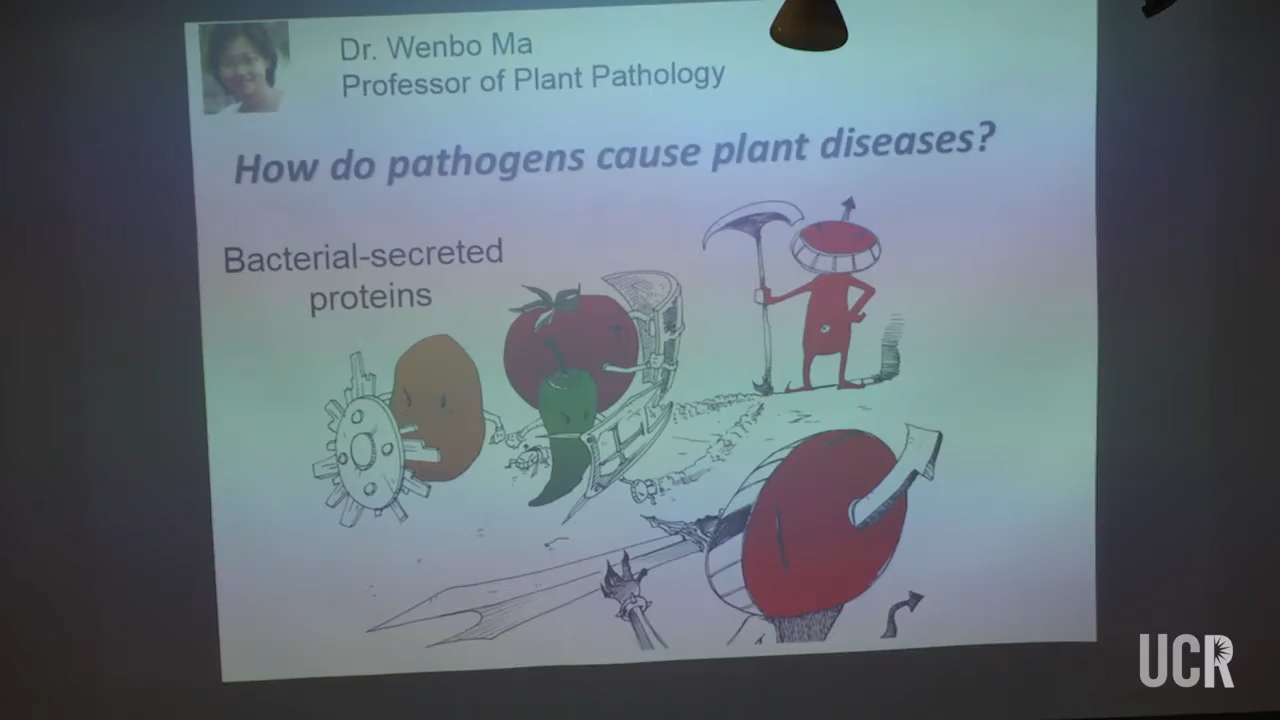 Dr. Wenbo Ma
Professor of Plant Pathology
How do pathogens cause plant diseases?
Bacterial-secreted
proteins
UCR